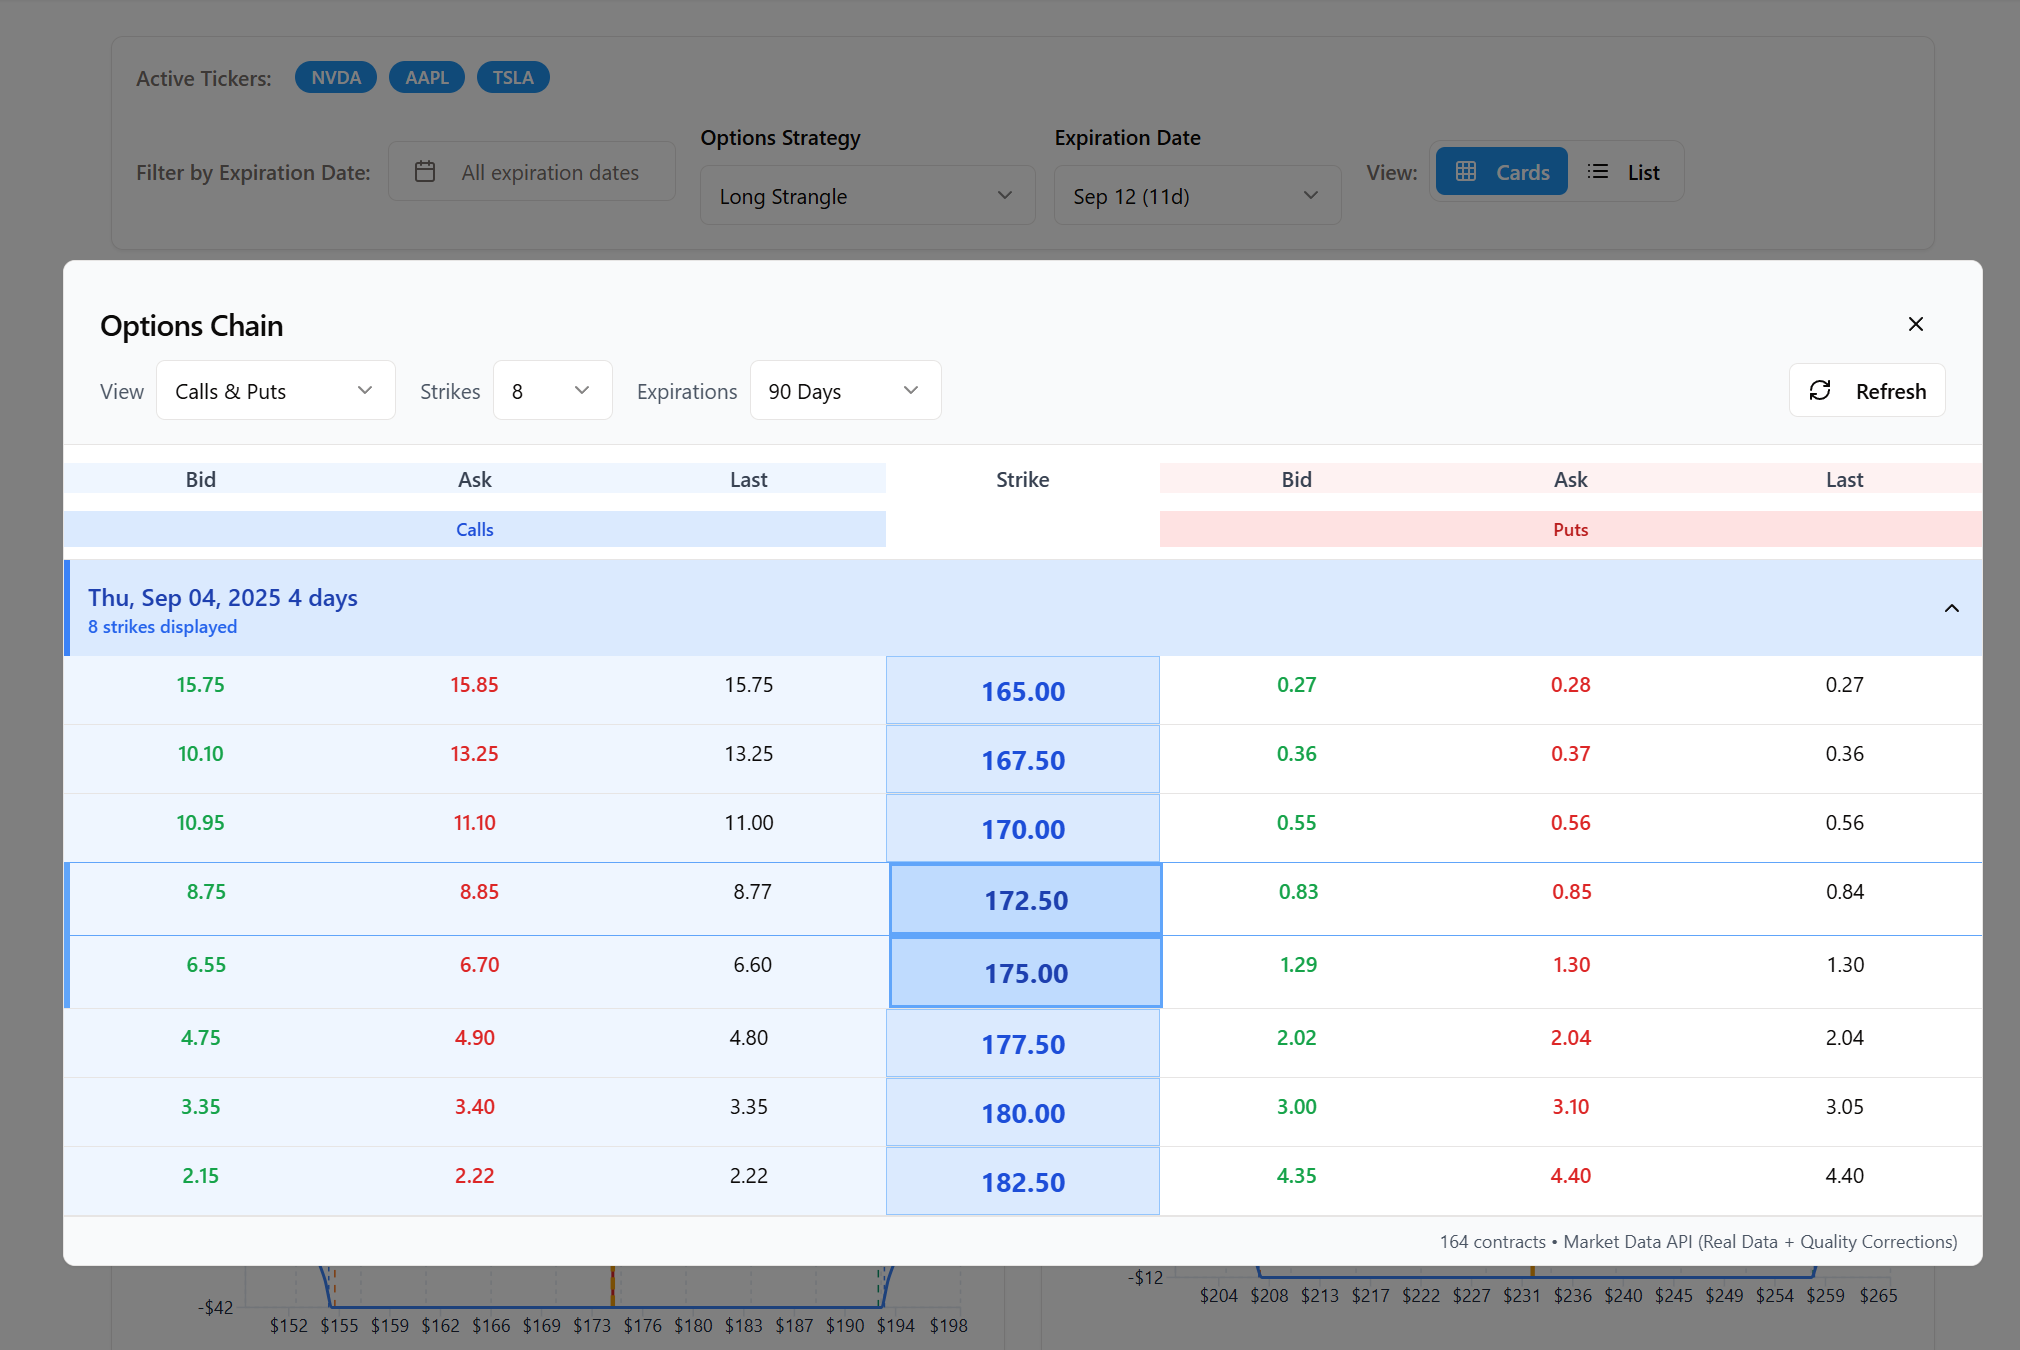 Active Tickers: NVDA AAPL TSLA
Options Strategy Expiration Date
Filter by Expiration Date: All expiration dates Long Strangle Sep 12 (11d) View: Cards List
Options Chain
View Calls & Puts Strikes 8 Expirations 90 Days Refresh
Bid Ask Last Strike Bid Ask Last
Calls Puts
Thu, Sep 04, 2025 4 days
8 strikes displayed
15.75 15.85 15.75 165.00 0.27 0.28 0.27
10.10 13.25 13.25 167.50 0.36 0.37 0.36
10.95 11.10 11.00 170.00 0.55 0.56 0.56
8.75 8.85 8.77 172.50 0.83 0.85 0.84
6.55 6.70 6.60 175.00 1.29 1.30 1.30
4.75 4.90 4.80 177.50 2.02 2.04 2.04
3.35 3.40 3.35 180.00 3.00 3.10 3.05
2.15 2.22 2.22 182.50 4.35 4.40 4.40
164 contracts • Market Data API (Real Data + Quality Corrections)
-$42
$152 $155 $159 $162 $166 $169 $173 $176 $180 $183 $187 $190 $194 $198
-$12
$204 $208 $213 $217 $222 $227 $231 $236 $240 $245 $249 $254 $259 $265